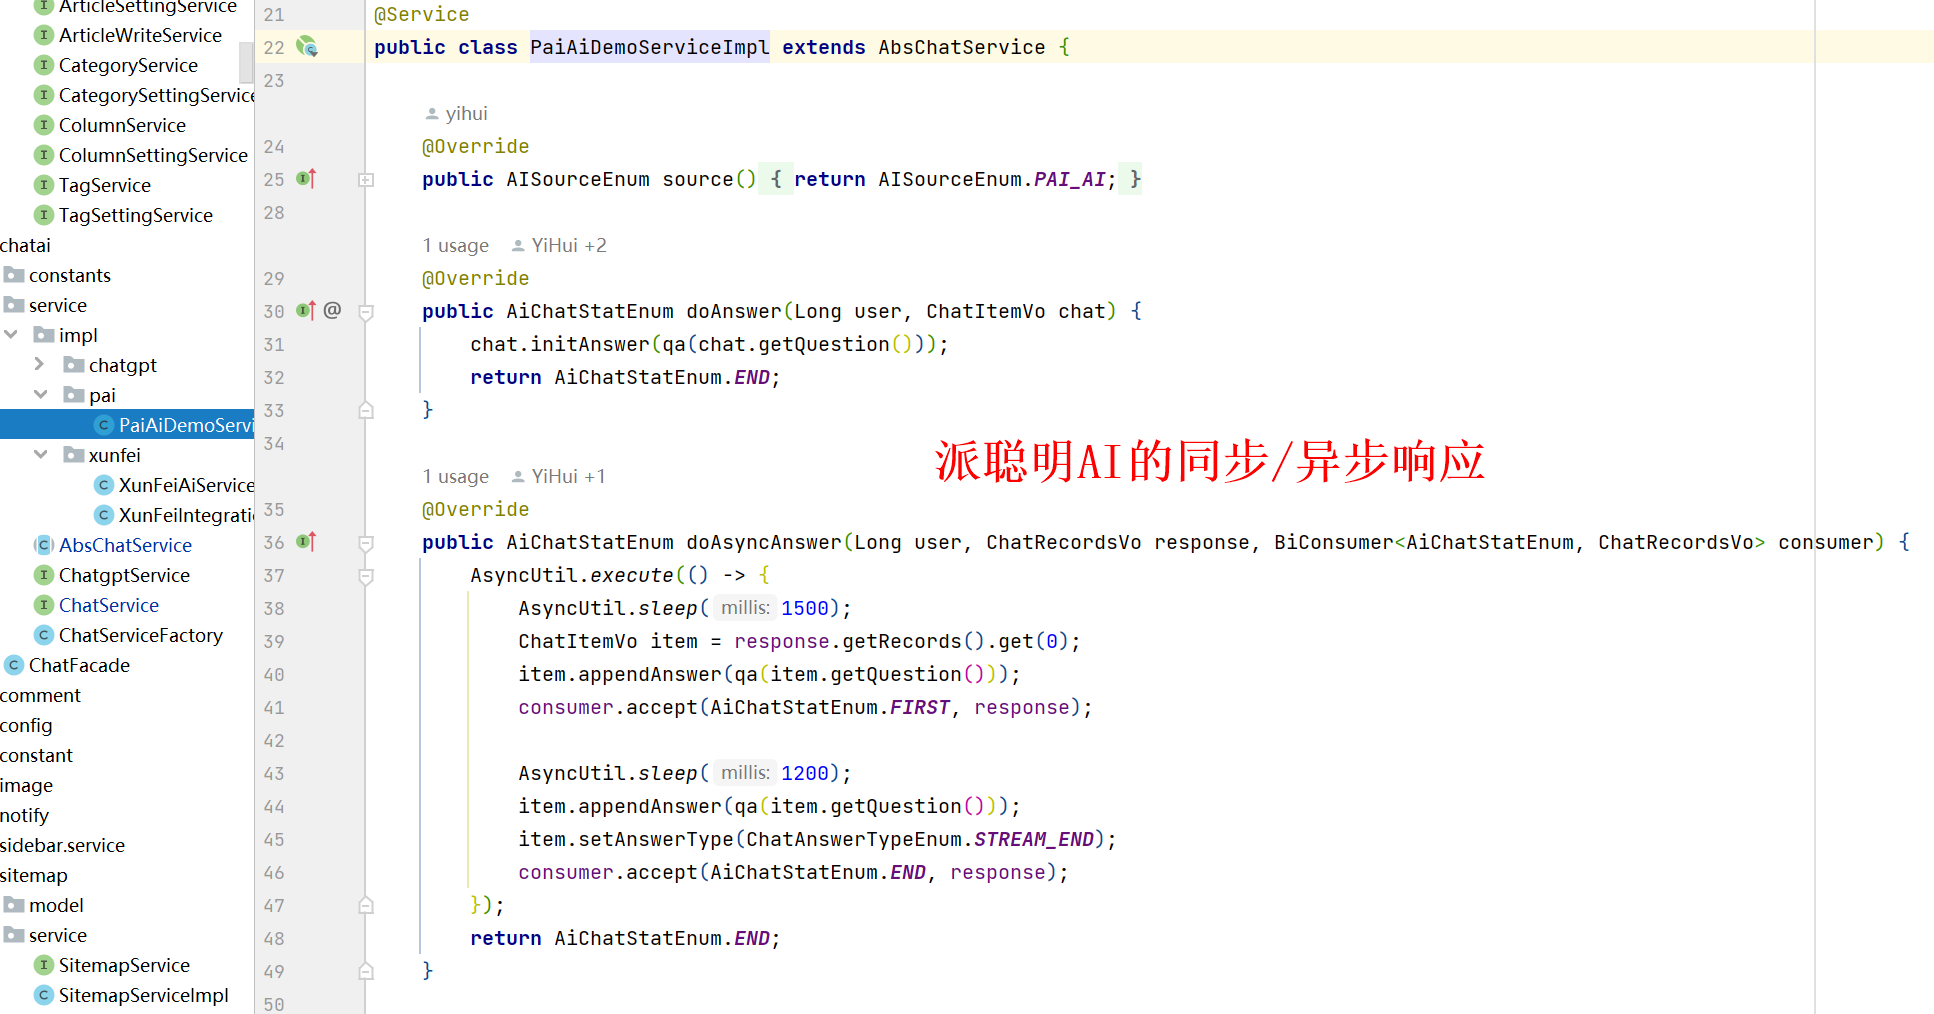 ArticleSettingService
ArticleWriteService
CategoryService
CategorySettingService
ColumnService
ColumnSettingService
TagService
TagSettingService
chatai
constants
service
impl
chatgpt
pai
PaiAiDemoServi
xunfei
XunFeiAiService
XunFeiIntegrati
AbsChatService
ChatgptService
ChatService
ChatServiceFactory
ChatFacade
comment
config
constant
image
notify
sidebar.service
sitemap
model
service
SitemapService
SitemapServiceImpl
21 @Service
22 public class PaiAiDemoServiceImpl extends AbsChatService {
23
yihui
24 @Override
25 public AISourceEnum source() { return AISourceEnum.PAI_AI; }
28
1 usage YiHui +2
29 @Override
30 @ public AiChatStatEnum doAnswer(Long user, ChatItemVo chat) {
31 chat.initAnswer(qa(chat.getQuestion()));
32 return AiChatStatEnum.END;
33 }
34
派聪明AI的同步/异步响应
1 usage YiHui +1
35 @Override
36 public AiChatStatEnum doAsyncAnswer(Long user, ChatRecordsVo response, BiConsumer<AiChatStatEnum, ChatRecordsVo> consumer) {
37 AsyncUtil.execute(() -> {
38 AsyncUtil.sleep( millis: 1500);
39 ChatItemVo item = response.getRecords().get(0);
40 item.appendAnswer(qa(item.getQuestion()));
41 consumer.accept(AiChatStatEnum.FIRST, response);
42
43 AsyncUtil.sleep( millis: 1200);
44 item.appendAnswer(qa(item.getQuestion()));
45 item.setAnswerType(ChatAnswerTypeEnum.STREAM_END);
46 consumer.accept(AiChatStatEnum.END, response);
47 });
48 return AiChatStatEnum.END;
49 }
50